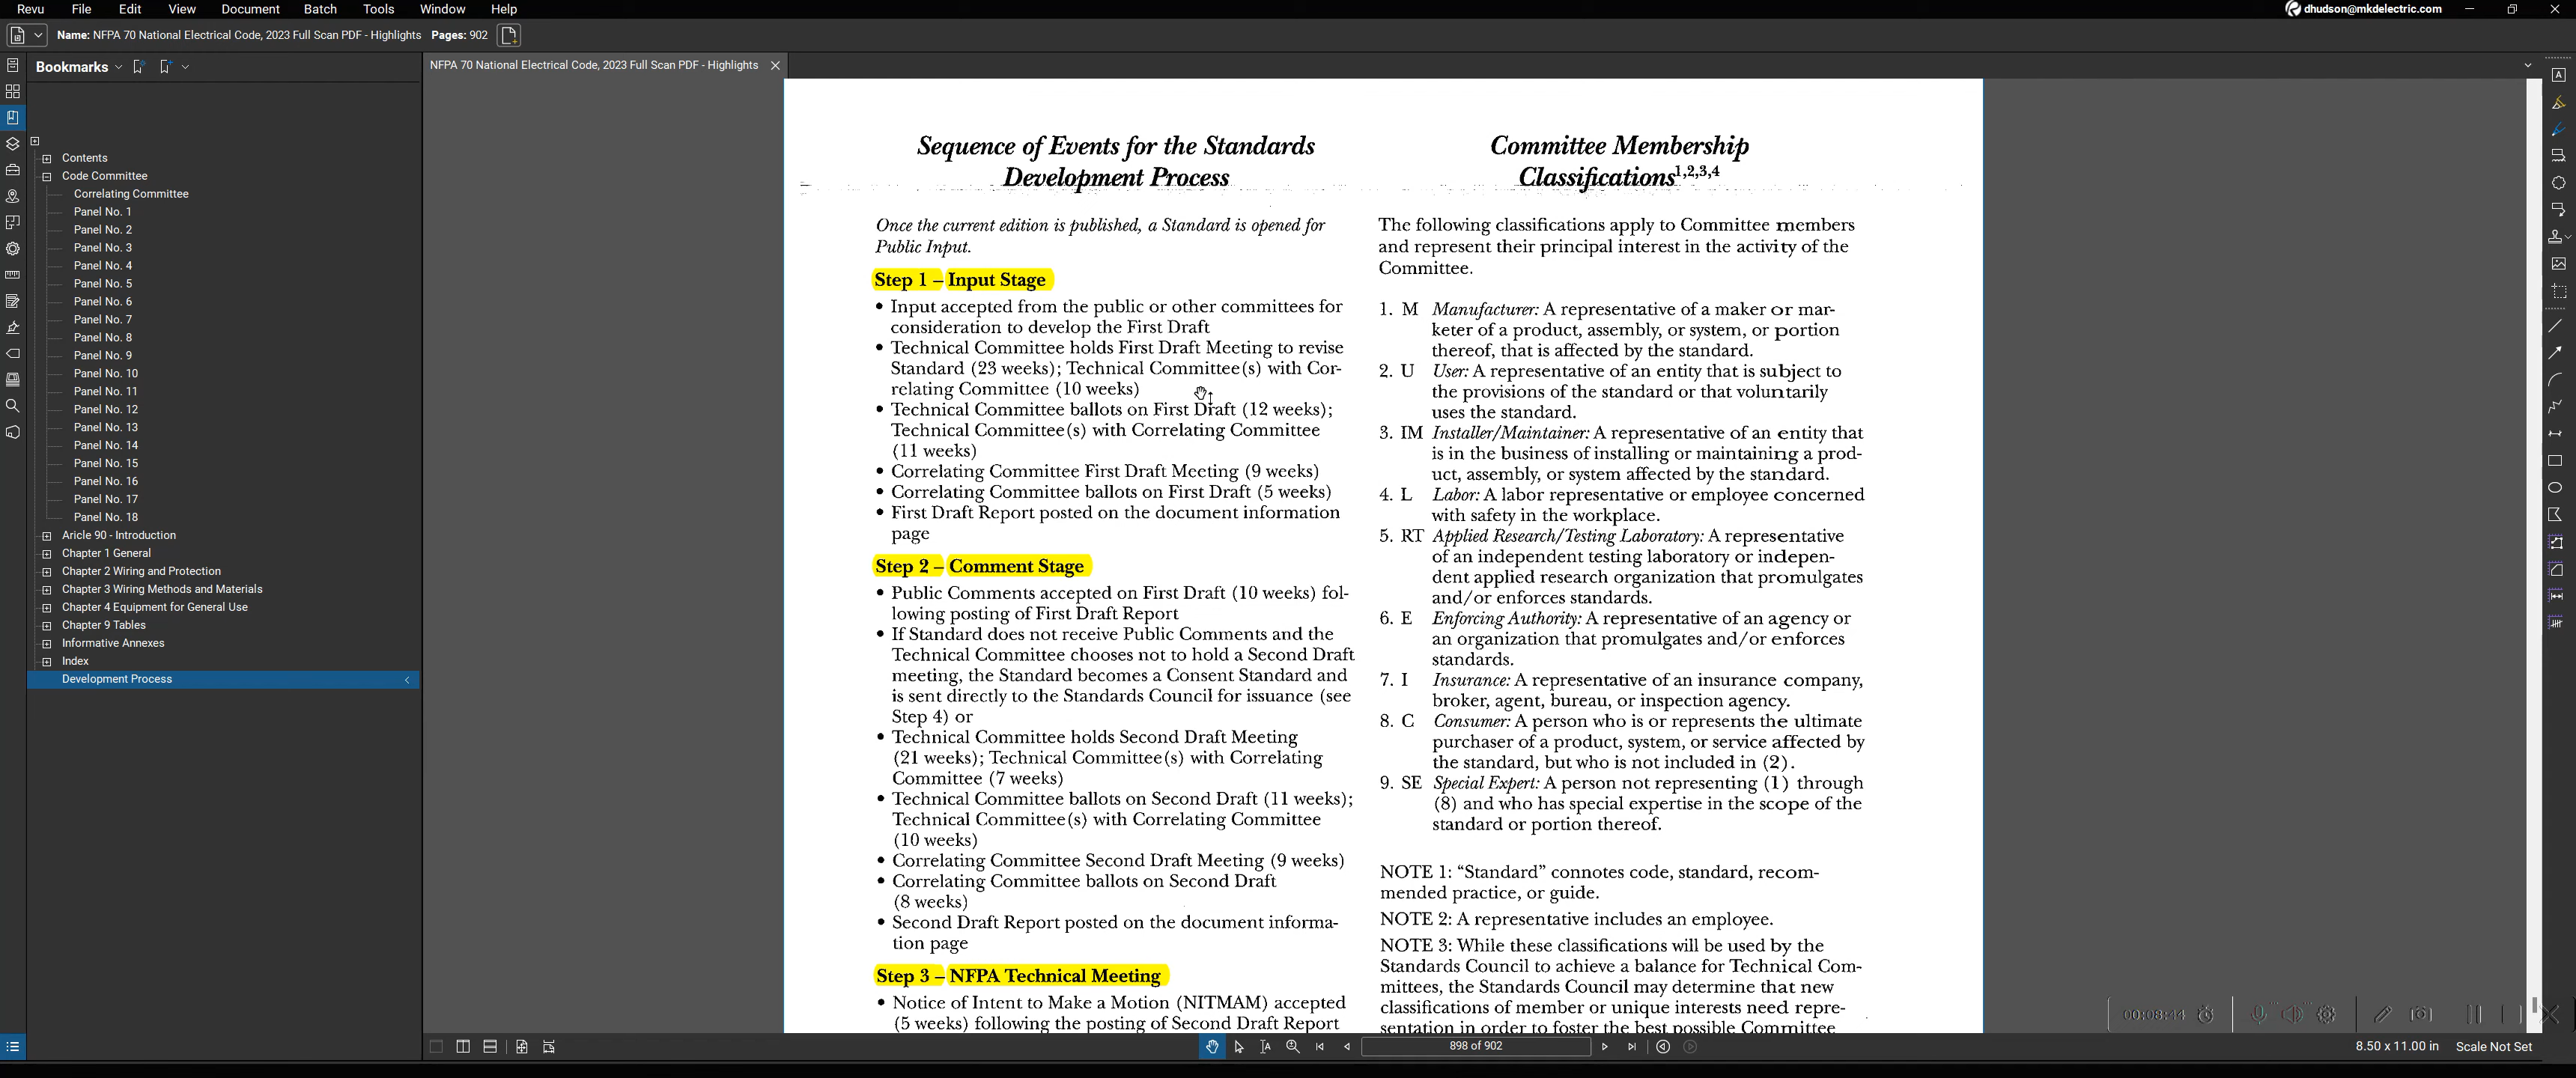 Revu File Edit View Document Batch Tools Window Help
dhudson@mkdelectric.com
Name: NFPA 70 National Electrical Code, 2023 Full Scan PDF - Highlights Pages: 902
Bookmarks
Contents
Code Committee
Correlating Committee
Panel No. 1
Panel No. 2
Panel No. 3
Panel No. 4
Panel No. 5
Panel No. 6
Panel No. 7
Panel No. 8
Panel No. 9
Panel No. 10
Panel No. 11
Panel No. 12
Panel No. 13
Panel No. 14
Panel No. 15
Panel No. 16
Panel No. 17
Panel No. 18
Aricle 90 - Introduction
Chapter 1 General
Chapter 2 Wiring and Protection
Chapter 3 Wiring Methods and Materials
Chapter 4 Equipment for General Use
Chapter 9 Tables
Informative Annexes
Index
Development Process
NFPA 70 National Electrical Code, 2023 Full Scan PDF - Highlights
Sequence of Events for the Standards
Development Process
Once the current edition is published, a Standard is opened for
Public Input.
Step 1 – Input Stage
• Input accepted from the public or other committees for
consideration to develop the First Draft
• Technical Committee holds First Draft Meeting to revise
Standard (23 weeks); Technical Committee(s) with Cor-
relating Committee (10 weeks)
• Technical Committee ballots on First Draft (12 weeks);
Technical Committee(s) with Correlating Committee
(11 weeks)
• Correlating Committee First Draft Meeting (9 weeks)
• Correlating Committee ballots on First Draft (5 weeks)
• First Draft Report posted on the document information
page
Step 2 – Comment Stage
• Public Comments accepted on First Draft (10 weeks) fol-
lowing posting of First Draft Report
• If Standard does not receive Public Comments and the
Technical Committee chooses not to hold a Second Draft
meeting, the Standard becomes a Consent Standard and
is sent directly to the Standards Council for issuance (see
Step 4) or
• Technical Committee holds Second Draft Meeting
(21 weeks); Technical Committee(s) with Correlating
Committee (7 weeks)
• Technical Committee ballots on Second Draft (11 weeks);
Technical Committee(s) with Correlating Committee
(10 weeks)
• Correlating Committee Second Draft Meeting (9 weeks)
• Correlating Committee ballots on Second Draft
(8 weeks)
• Second Draft Report posted on the document informa-
tion page
Step 3 – NFPA Technical Meeting
• Notice of Intent to Make a Motion (NITMAM) accepted
(5 weeks) following the posting of Second Draft Report
Committee Membership
Classifications1,2,3,4
The following classifications apply to Committee members
and represent their principal interest in the activity of the
Committee.
1. M Manufacturer: A representative of a maker or mar-
keter of a product, assembly, or system, or portion
thereof, that is affected by the standard.
2. U User: A representative of an entity that is subject to
the provisions of the standard or that voluntarily
uses the standard.
3. IM Installer/Maintainer: A representative of an entity that
is in the business of installing or maintaining a prod-
uct, assembly, or system affected by the standard.
4. L Labor: A labor representative or employee concerned
with safety in the workplace.
5. RT Applied Research/Testing Laboratory: A representative
of an independent testing laboratory or indepen-
dent applied research organization that promulgates
and/or enforces standards.
6. E Enforcing Authority: A representative of an agency or
an organization that promulgates and/or enforces
standards.
7. I Insurance: A representative of an insurance company,
broker, agent, bureau, or inspection agency.
8. C Consumer: A person who is or represents the ultimate
purchaser of a product, system, or service affected by
the standard, but who is not included in (2).
9. SE Special Expert: A person not representing (1) through
(8) and who has special expertise in the scope of the
standard or portion thereof.
NOTE 1: “Standard” connotes code, standard, recom-
mended practice, or guide.
NOTE 2: A representative includes an employee.
NOTE 3: While these classifications will be used by the
Standards Council to achieve a balance for Technical Com-
mittees, the Standards Council may determine that new
classifications of member or unique interests need repre-
sentation in order to foster the best possible Committee
00:08:44
898 of 902
8.50 x 11.00 in Scale Not Set